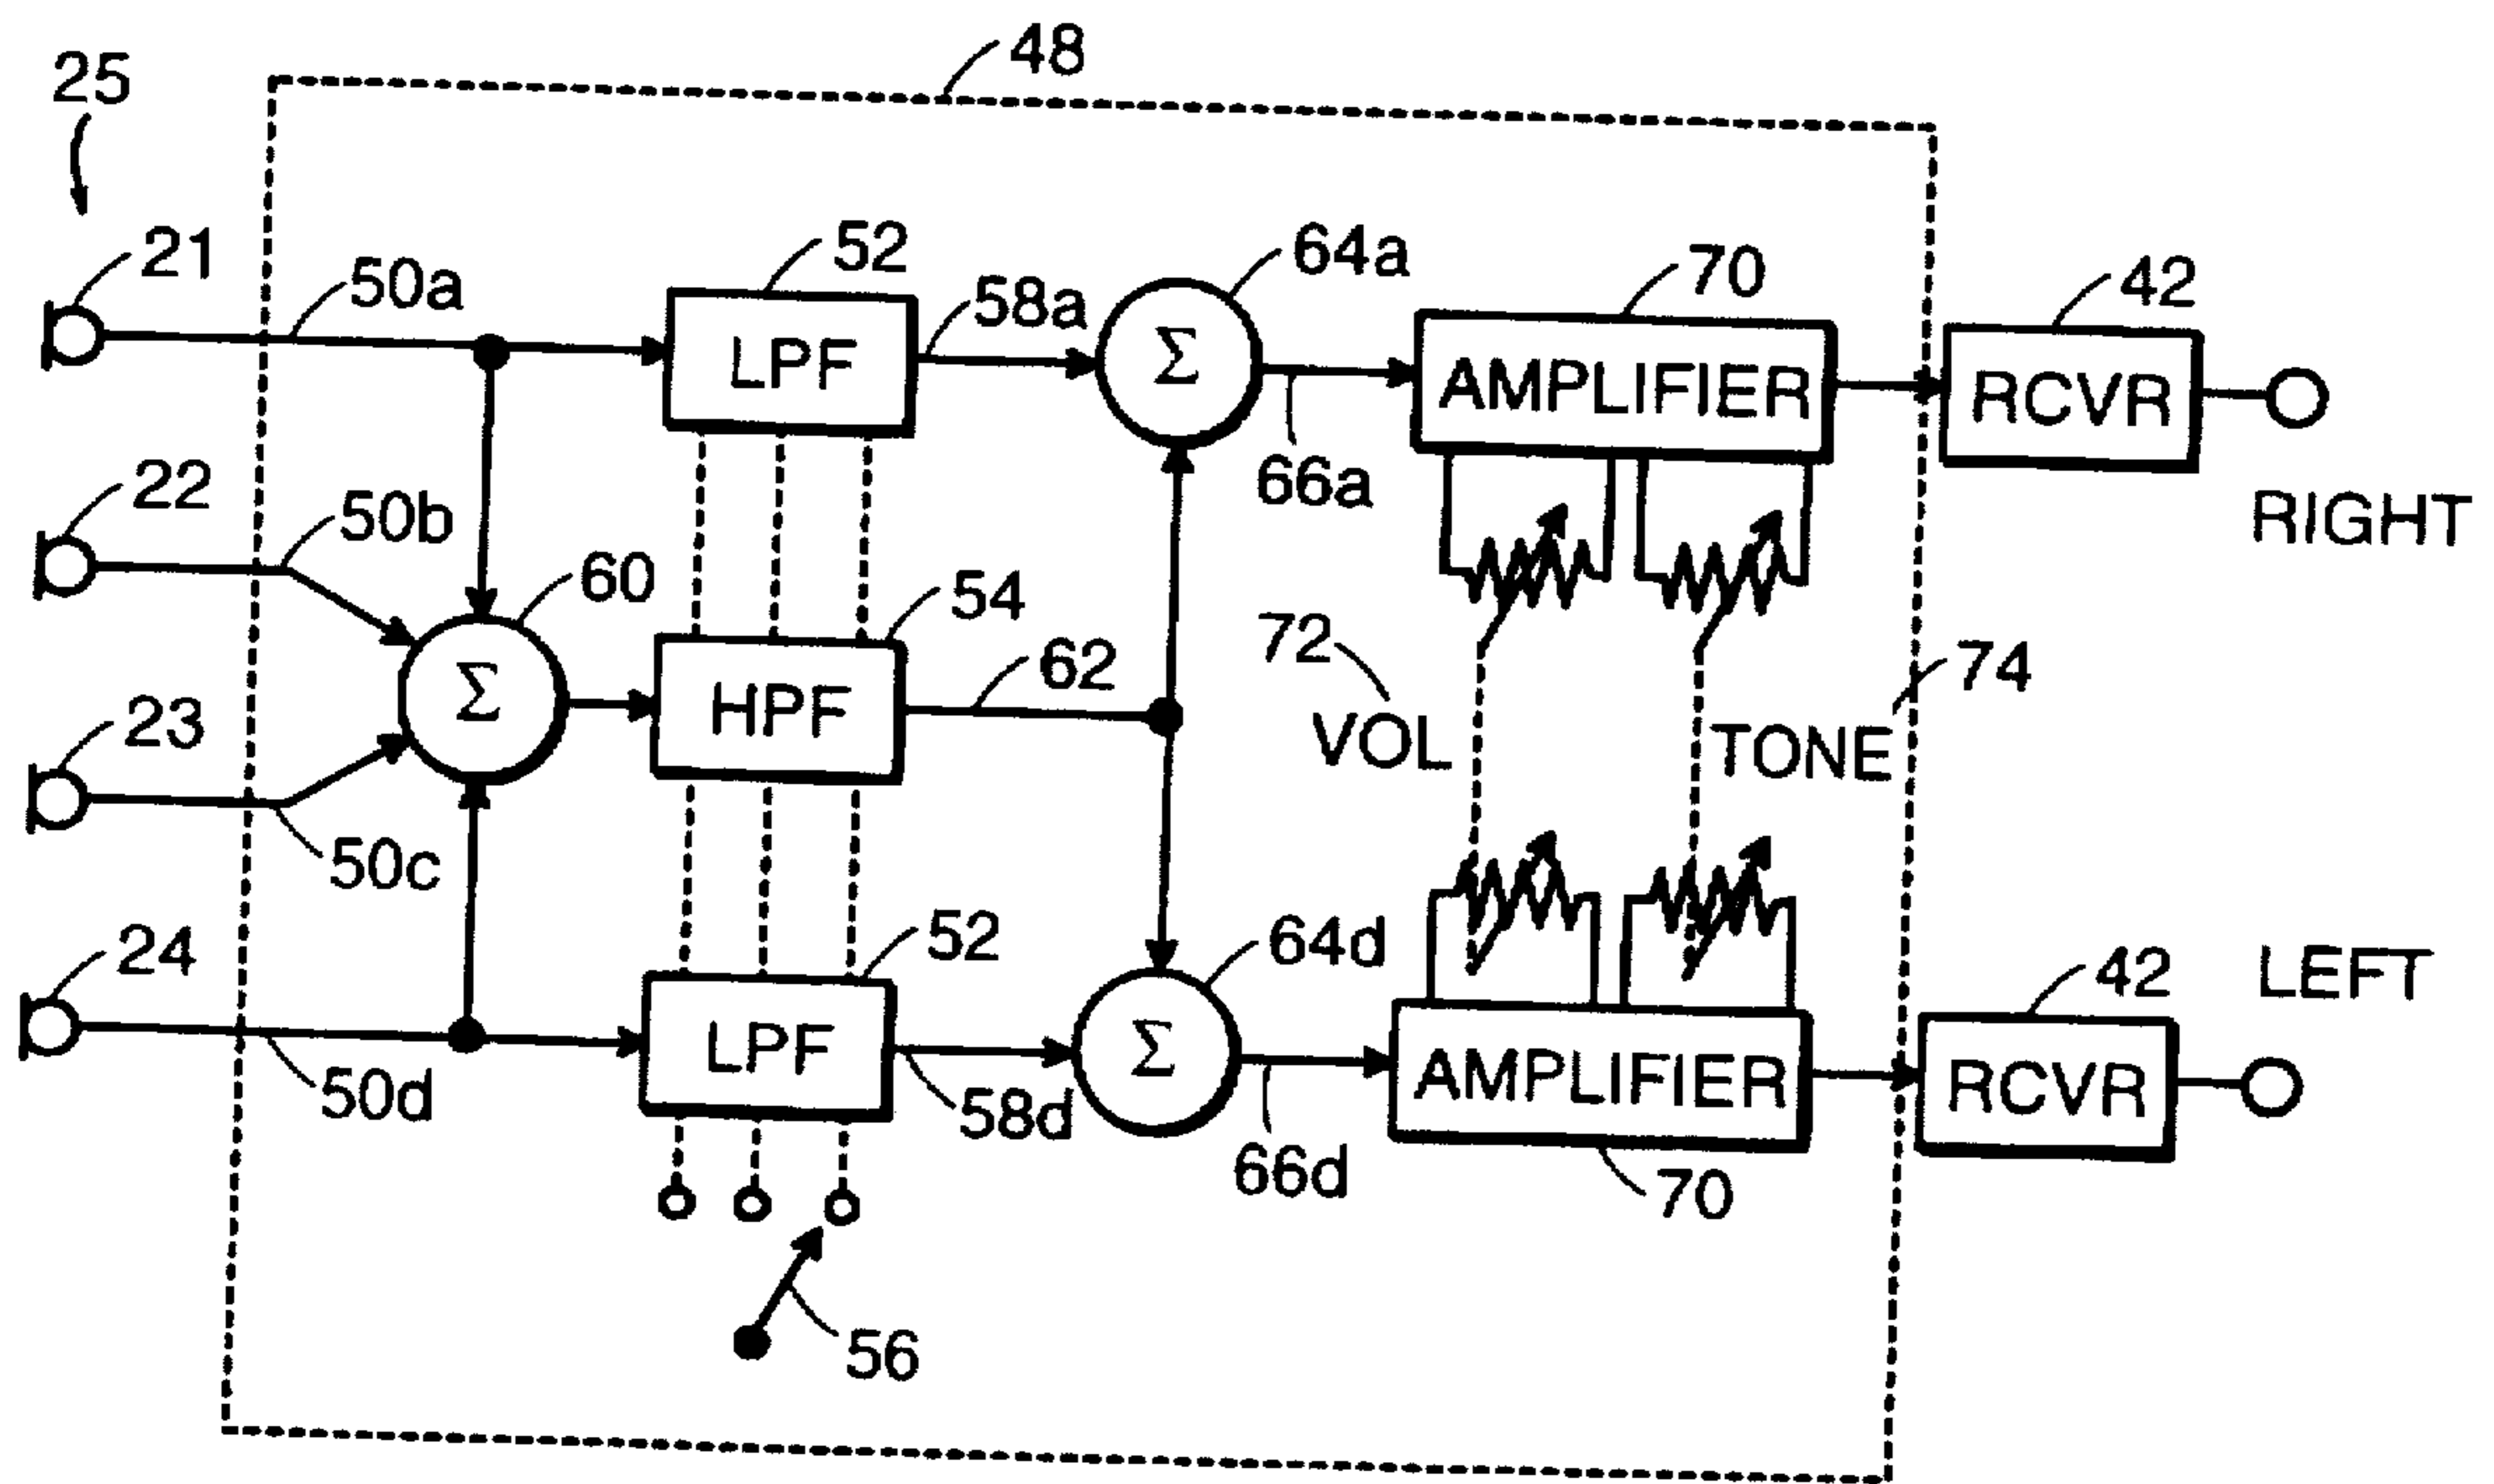 48
25
21
50a
52
58a
64a
70
42
Σ
LPF
AMPLIFIER
RCVR
22
50b
66a
RIGHT
60
54
72
62
74
Σ
HPF
VOL
TONE
23
50c
24
52
64d
42
LEFT
50d
LPF
58d
Σ
AMPLIFIER
RCVR
66d
70
56